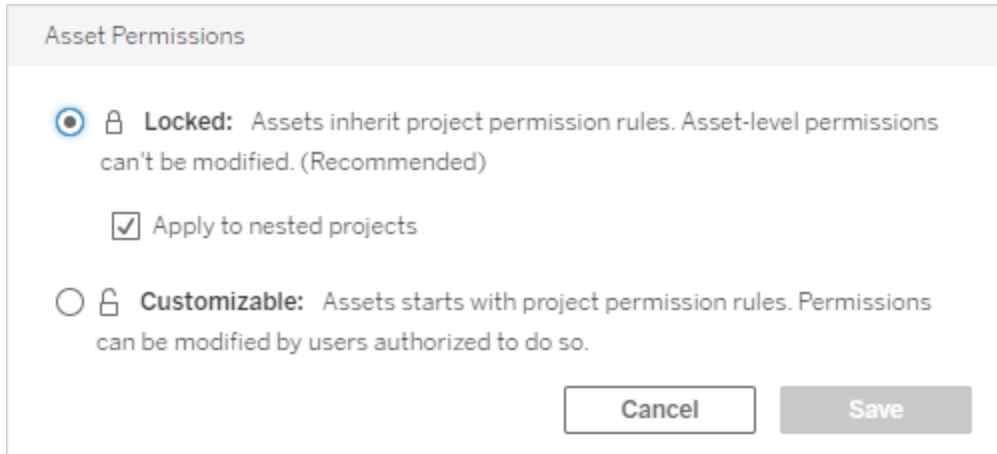 Asset Permissions
Locked: Assets inherit project permission rules. Asset-level permissions
can't be modified. (Recommended)
Apply to nested projects
Customizable: Assets starts with project permission rules. Permissions
can be modified by users authorized to do so.
Cancel Save